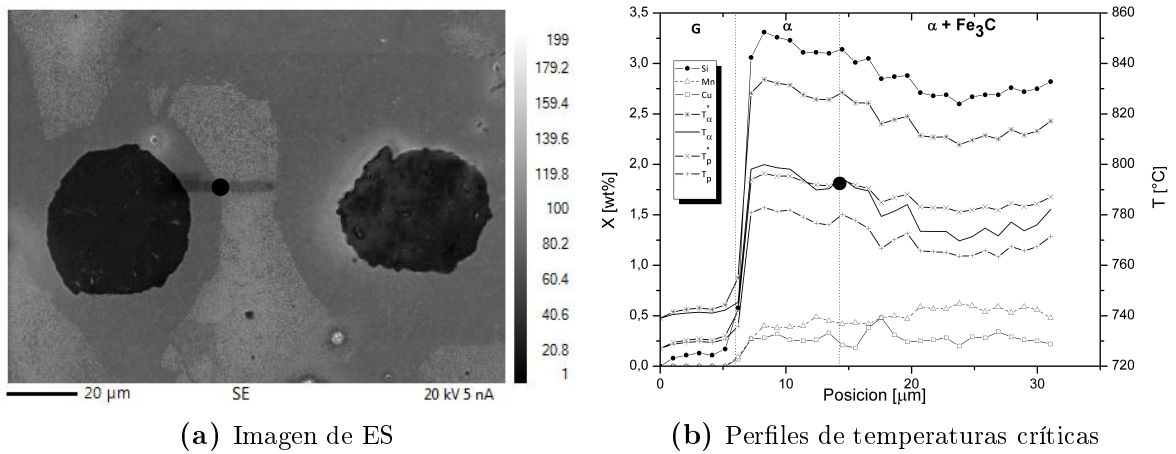 199
179.2
159.4
139.6
119.8
100
80.2
60.4
40.6
20.8
1
20 µm SE 20 kV 5 nA
(a) Imagen de ES
3,5
3,0
2,5
2,0
1,5
1,0
0,5
0,0
X [wt%]
G α α + Fe₃C
Si
Mn
Cu
T°α
Tα
T°p
Tp
860
840
820
800
780
760
740
720
T [°C]
0 10 20 30
Posicion [µm]
(b) Perfiles de temperaturas críticas